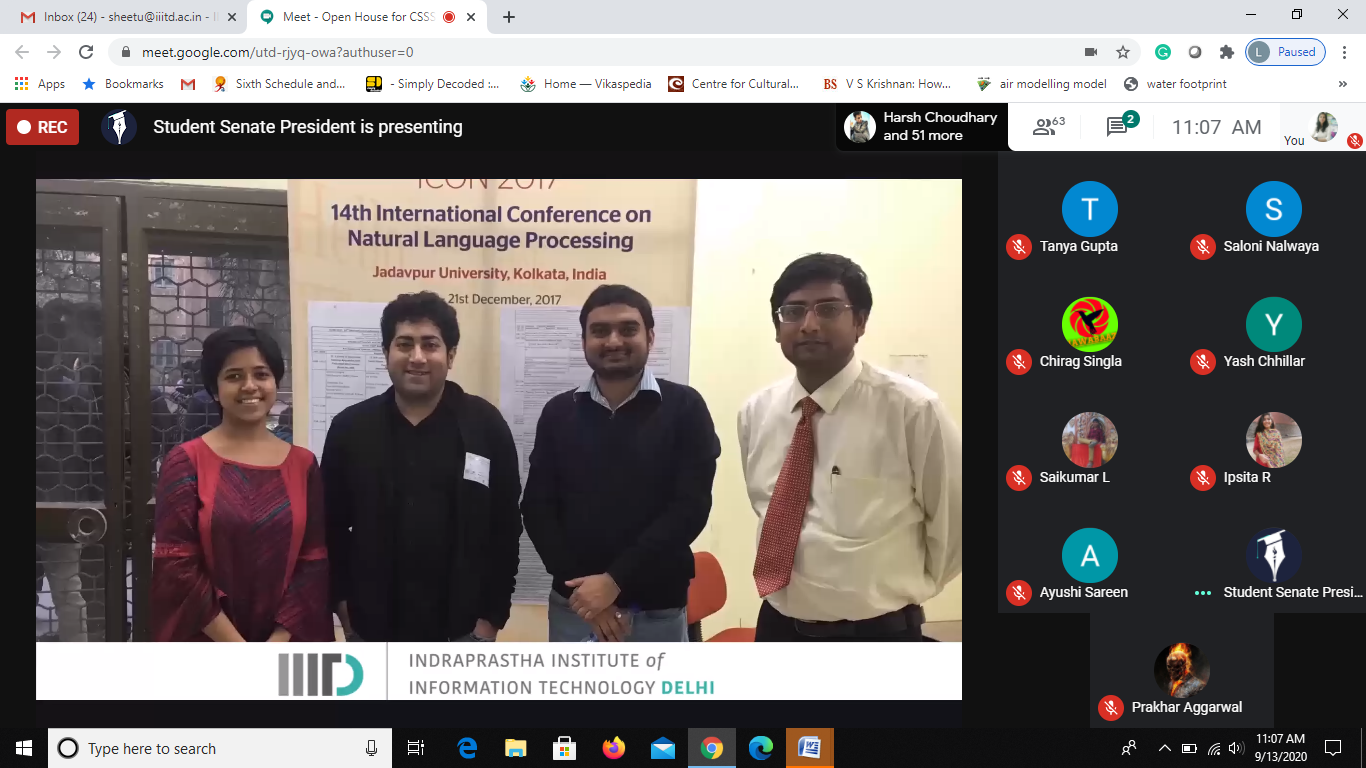 Inbox (24) - sheetu@iiitd.ac.in - I
Meet - Open House for CSSS
meet.google.com/utd-rjyq-owa?authuser=0
L
Paused
Apps
Bookmarks
Sixth Schedule and...
- Simply Decoded :...
Home — Vikaspedia
Centre for Cultural...
BS V S Krishnan: How...
air modelling model
water footprint
»
REC
Student Senate President is presenting
Harsh Choudhary
and 51 more
63
2
11:07 AM
You
ICON 2017
14th International Conference on
Natural Language Processing
Jadavpur University, Kolkata, India
21st December, 2017
IIITD
INDRAPRASTHA INSTITUTE of
INFORMATION TECHNOLOGY DELHI
T
Tanya Gupta
S
Saloni Nalwaya
Chirag Singla
Y
Yash Chhillar
Saikumar L
Ipsita R
A
Ayushi Sareen
Student Senate Presi...
Prakhar Aggarwal
Type here to search
11:07 AM
9/13/2020